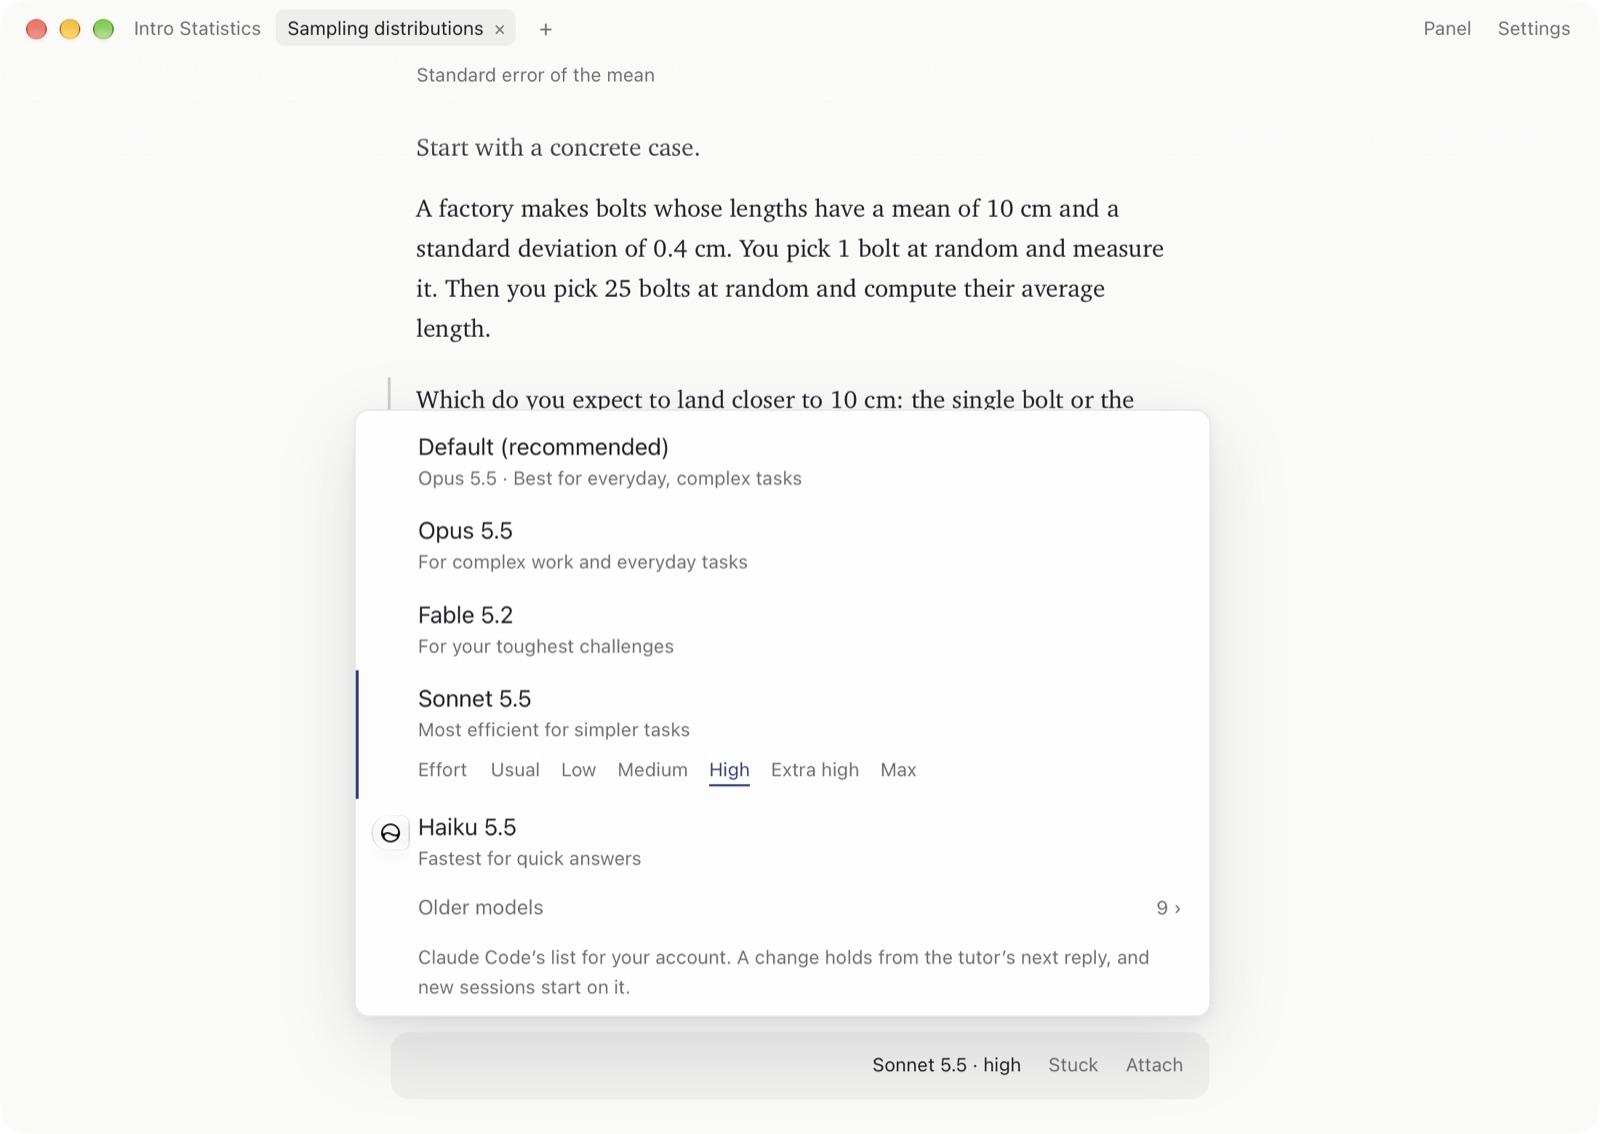 Intro Statistics
Sampling distributions ×
+
Panel
Settings
Standard error of the mean
Start with a concrete case.
A factory makes bolts whose lengths have a mean of 10 cm and a
standard deviation of 0.4 cm. You pick 1 bolt at random and measure
it. Then you pick 25 bolts at random and compute their average
length.
Which do you expect to land closer to 10 cm: the single bolt or the
Default (recommended)
Opus 5.5 · Best for everyday, complex tasks
Opus 5.5
For complex work and everyday tasks
Fable 5.2
For your toughest challenges
Sonnet 5.5
Most efficient for simpler tasks
Effort Usual Low Medium High Extra high Max
Haiku 5.5
Fastest for quick answers
Older models 9 ›
Claude Code’s list for your account. A change holds from the tutor’s next reply, and
new sessions start on it.
Sonnet 5.5 · high Stuck Attach